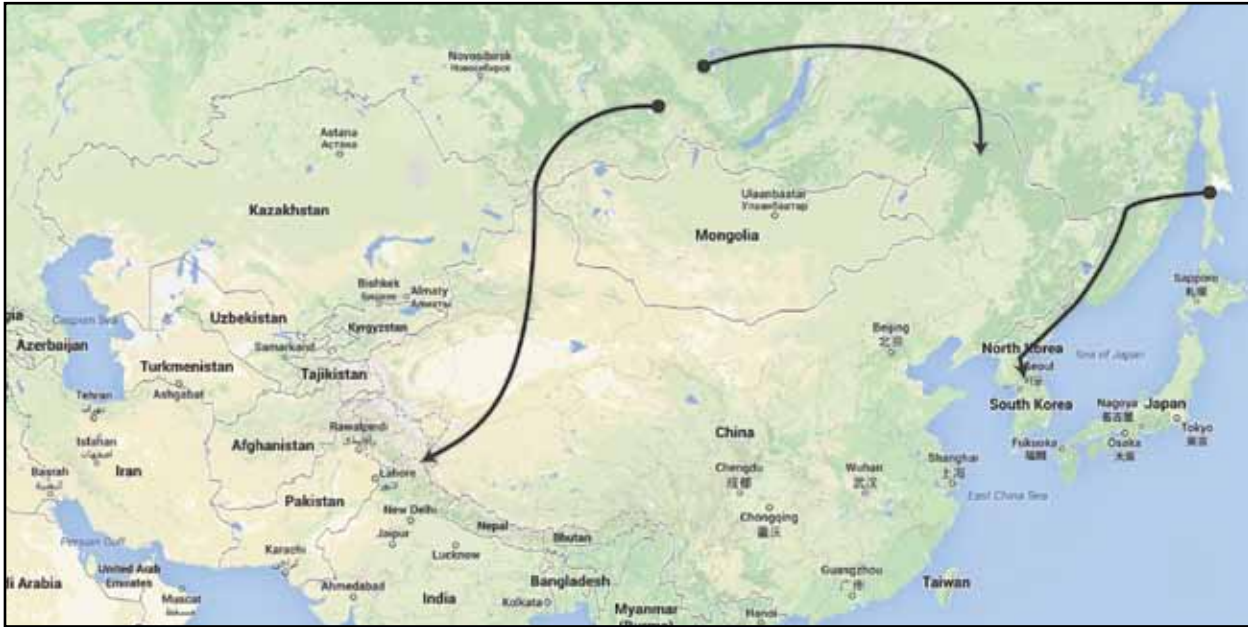 Novosibirsk
Новосибирск
Astana
Астана
Kazakhstan
Ulaanbaatar
Улаанбаатар
Mongolia
Sapporo
札幌
Bishkek
Бишкек
Almaty
Алматы
Caspian Sea
Uzbekistan
Kyrgyzstan
Beijing
北京
Azerbaijan
Samarkand
North Korea
Sea of Japan
Turkmenistan
Tajikistan
Seoul
서울
Ashgabat
Tehran
South Korea
Nagoya
名古屋
Japan
Rawalpindi
Afghanistan
China
Tokyo
東京
Isfahan
Fukuoka
福岡
Osaka
大阪
Iran
Basrah
Lahore
Chengdu
成都
Wuhan
武汉
Shanghai
上海
Pakistan
East China Sea
New Delhi
Chongqing
重庆
Nepal
Jaipur
Bhutan
Persian Gulf
Karachi
Lucknow
United Arab
Emirates
Guangzhou
广州
Taiwan
Bangladesh
Ahmedabad
Muscat
India
Kolkata
Myanmar
(Burma)
Hanoi